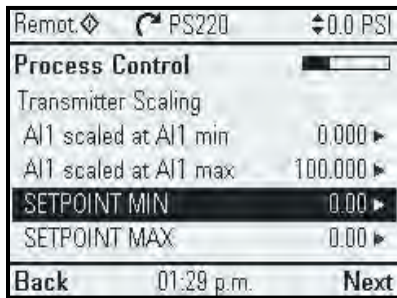 Remot. PS220 0.0 PSI
Process Control
Transmitter Scaling
AI1 scaled at AI1 min 0.000
AI1 scaled at AI1 max 100.000
SETPOINT MIN 0.00
SETPOINT MAX 0.00
Back 01:29 p.m. Next